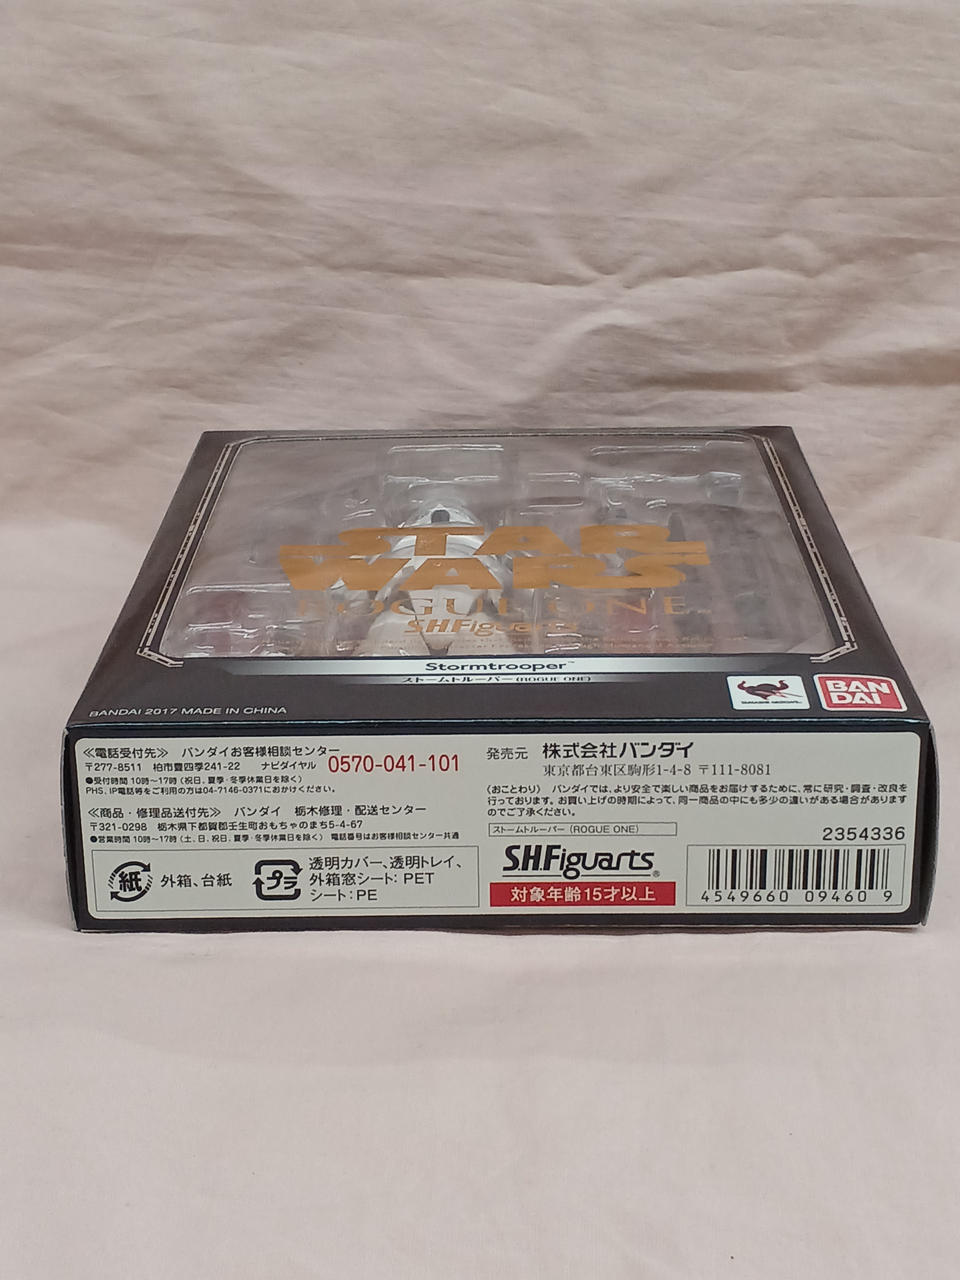 STAR
WARS
ROGUE ONE
S.H.Figuarts
Stormtrooper™
ストームトルーパー(ROGUE ONE)
TAMASHII NATIONS
BAN
DAI
BANDAI 2017 MADE IN CHINA
≪電話受付先≫ バンダイお客様相談センター
〒277-8511 柏市豊四季241-22 ナビダイヤル 0570-041-101
●受付時間 10時〜17時(祝日、夏季・冬季休業日を除く)
PHS、IP電話等をご利用の方は04-7146-0371におかけください。
≪商品・修理品送付先≫ バンダイ 栃木修理・配送センター
〒321-0298 栃木県下都賀郡壬生町おもちゃのまち5-4-67
●営業時間 10時〜17時(土、日、祝日、夏季・冬季休業日を除く) 電話番号はお客様相談センター共通
紙
外箱、台紙
プラ
透明カバー、透明トレイ、
外箱窓シート:PET
シート:PE
発売元 株式会社バンダイ
東京都台東区駒形1-4-8 〒111-8081
〈おことわり〉 バンダイでは、より安全で楽しい商品をお届けするために、常に研究・調査・改良を
行っております。お買い上げの時期によって、同一商品の中にも多少の違いがある場合があります
のでご了承ください。
ストームトルーパー(ROGUE ONE)
2354336
S.H.Figuarts®
対象年齢15才以上
4549660 09460 9